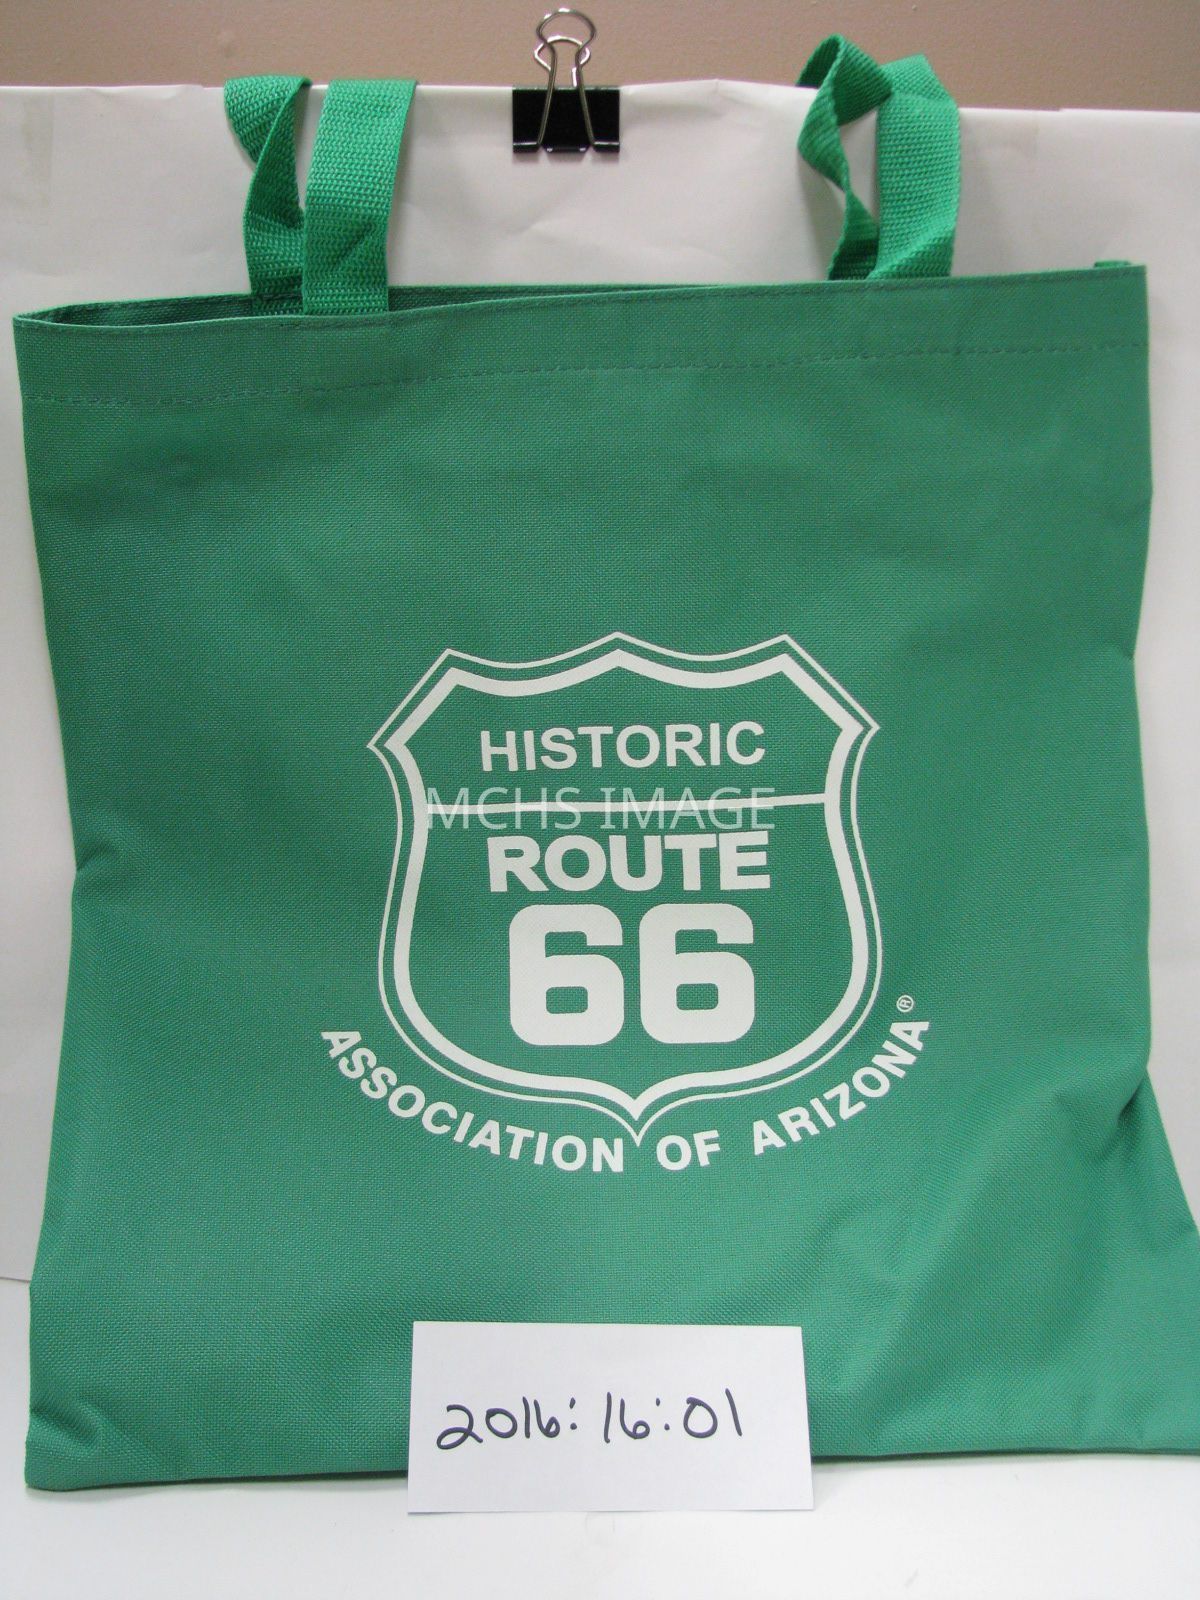 HISTORIC
MCHS IMAGE
ROUTE
66
ASSOCIATION OF ARIZONA®
2016:16:01